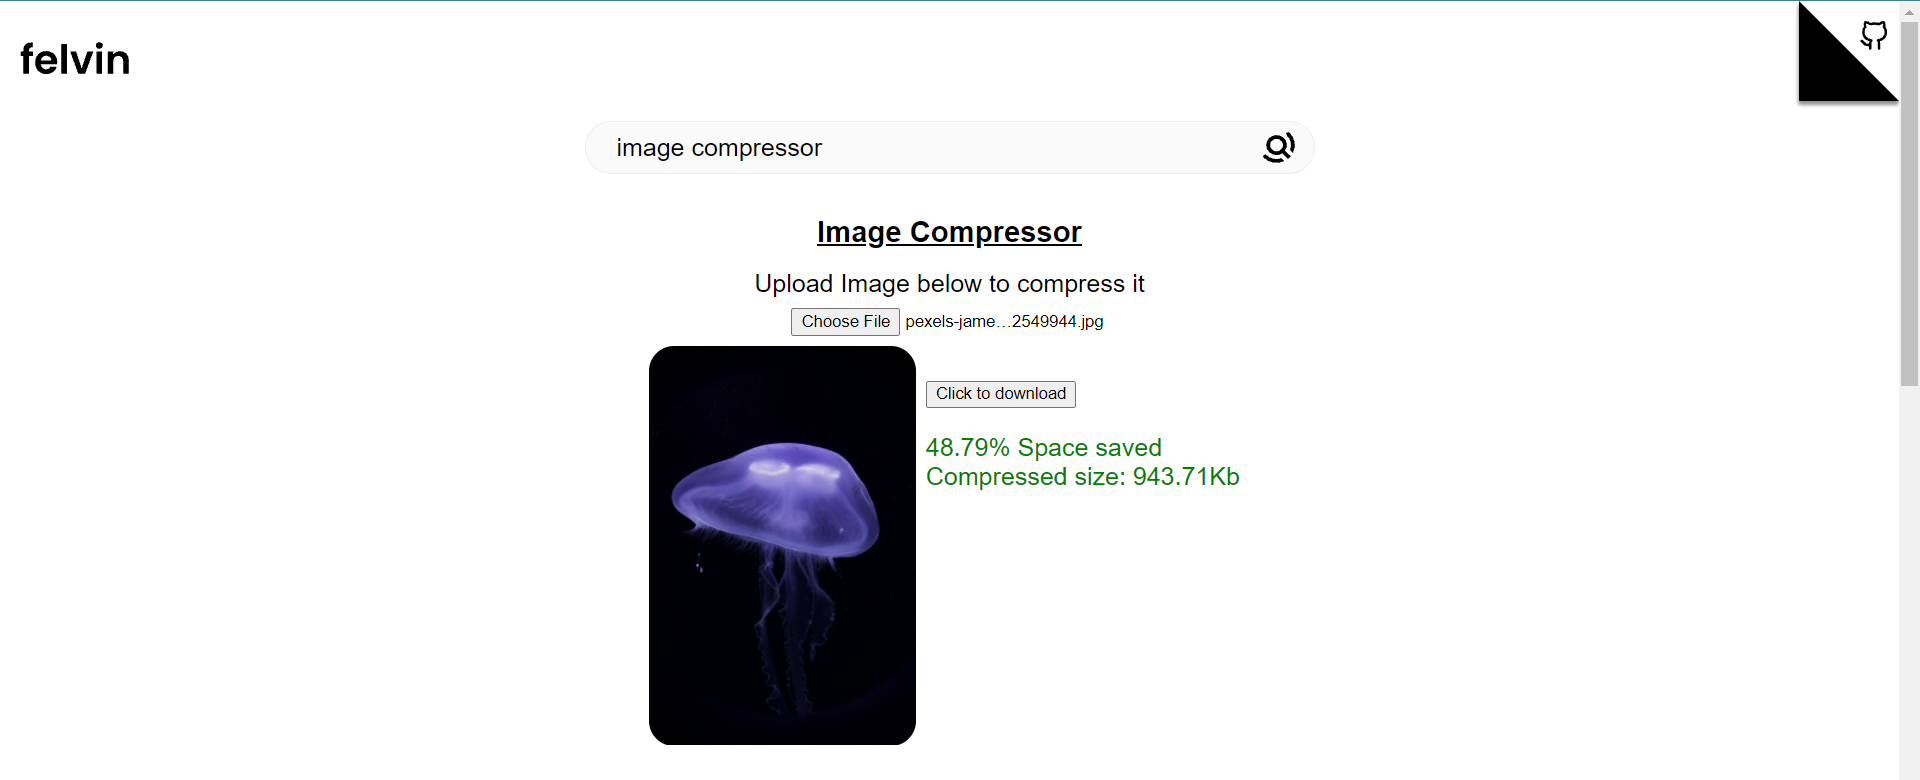 felvin
image compressor
Image Compressor
Upload Image below to compress it
Choose File pexels-jame...2549944.jpg
Click to download
48.79% Space saved
Compressed size: 943.71Kb